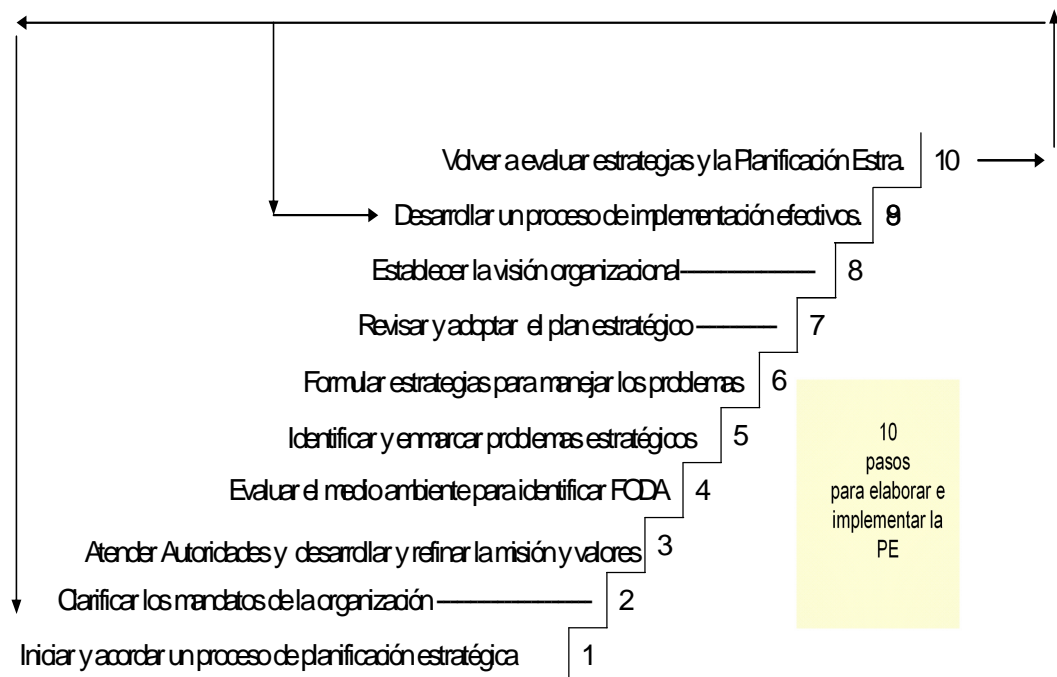 Volver a evaluar estrategias y la Planificación Estra. 10
Desarrollar un proceso de implementación efectivos. 9
Establecer la visión organizacional 8
Revisar y adoptar el plan estratégico 7
Formular estrategias para manejar los problemas 6
Identificar y enmarcar problemas estratégicos 5
Evaluar el medio ambiente para identificar FODA 4
Atender Autoridades y desarrollar y refinar la misión y valores 3
Clarificar los mandatos de la organización 2
Iniciar y acordar un proceso de planificación estratégica 1
10
pasos
para elaborar e
implementar la
PE